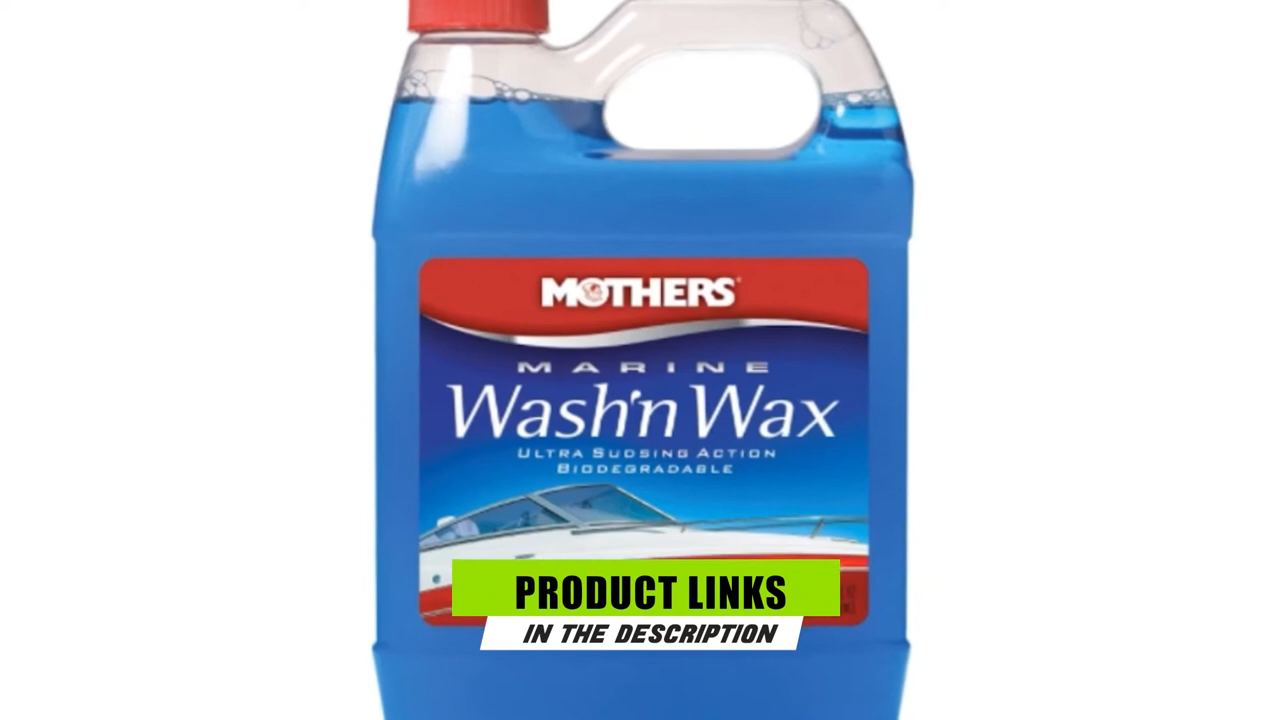 MOTHERS®
MARINE
Wash'n Wax
ULTRA SUDSING ACTION
BIODEGRADABLE
PRODUCT LINKS
IN THE DESCRIPTION